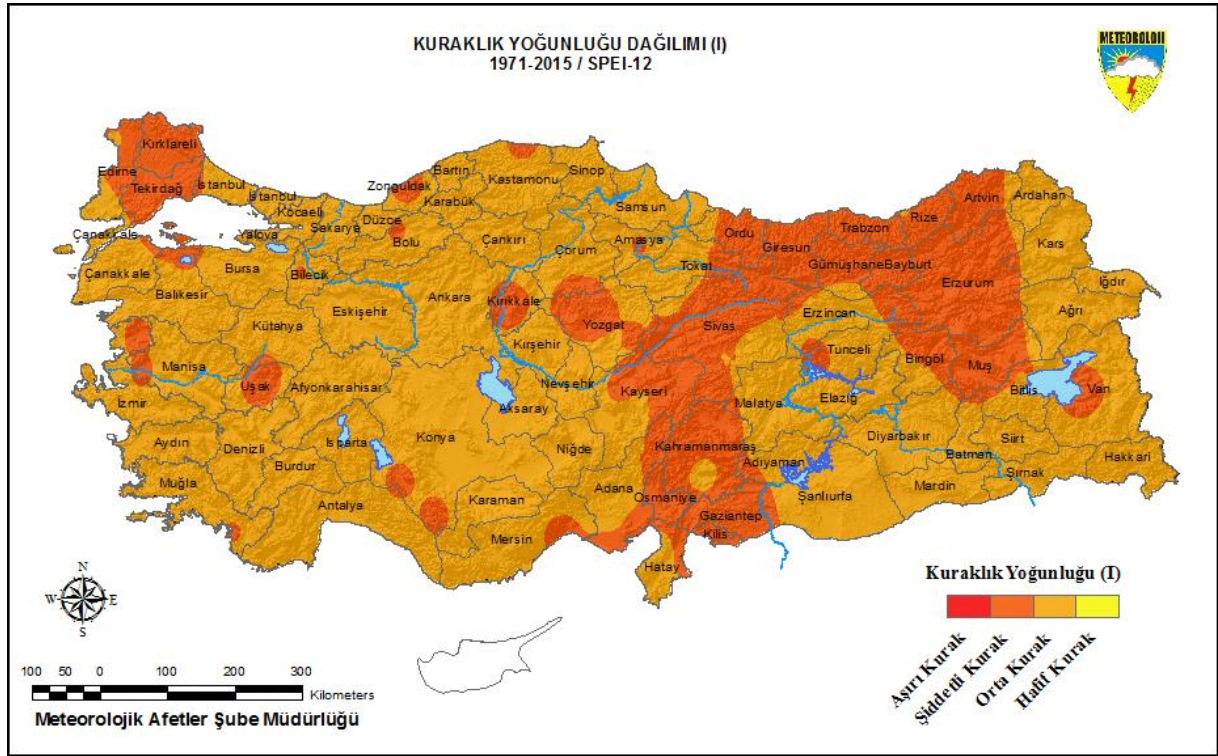 KURAKLIK YOĞUNLUĞU DAĞILIMI (I)
1971-2015 / SPEI-12
METEOROLOJI
Kırklareli
Edirne
Tekirdağ
İstanbul
İstanbul
Kocaeli
Yalova
Sakarya
Düzce
Zonguldak
Bartın
Karabük
Kastamonu
Sinop
Samsun
Bolu
Çankırı
Çorum
Amasya
Tokat
Ordu
Giresun
Trabzon
Rize
Artvin
Ardahan
Kars
Gümüşhane
Bayburt
Erzurum
Iğdır
Ağrı
Çanakkale
Çanakkale
Balıkesir
Bursa
Bilecik
Kütahya
Eskişehir
Ankara
Kırıkkale
Yozgat
Sivas
Erzincan
Tunceli
Bingöl
Muş
Bitlis
Van
Kırşehir
Nevşehir
Kayseri
Malatya
Elazığ
Manisa
Uşak
Afyonkarahisar
Aksaray
İzmir
Konya
Niğde
Kahramanmaraş
Adıyaman
Diyarbakır
Batman
Siirt
Şırnak
Hakkari
Aydın
Denizli
Isparta
Burdur
Muğla
Antalya
Karaman
Mersin
Adana
Osmaniye
Gaziantep
Kilis
Hatay
Şanlıurfa
Mardin
N
W
E
S
Kuraklık Yoğunluğu (I)
Aşırı Kurak
Şiddetli Kurak
Orta Kurak
Hafif Kurak
100 50 0 100 200 300
Kilometers
Meteorolojik Afetler Şube Müdürlüğü